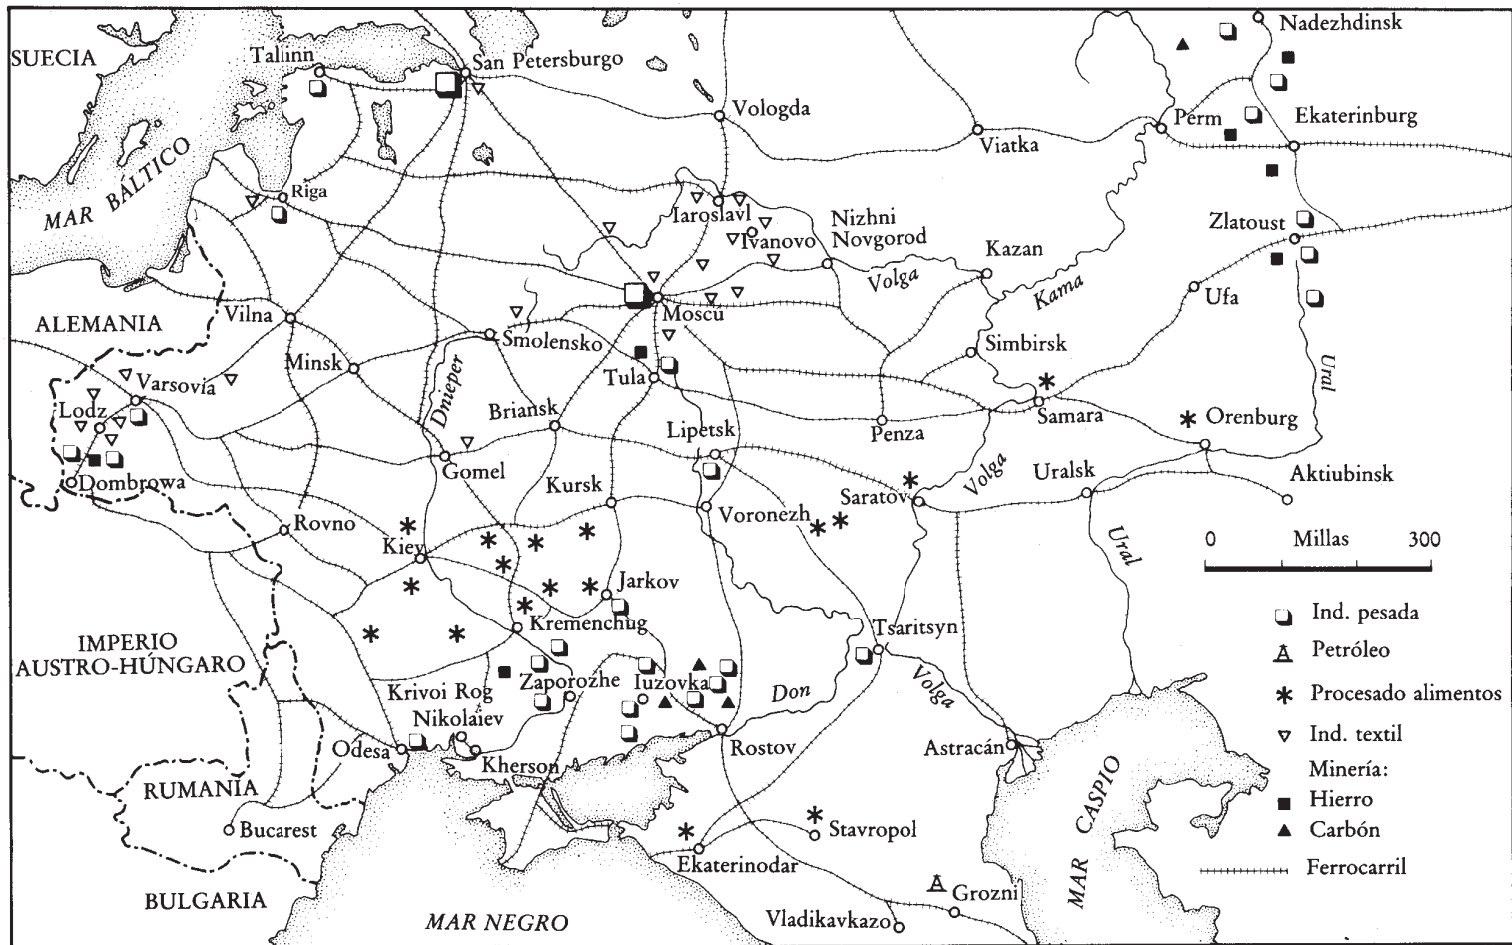 Nadezhdinsk
SUECIA
Tallinn
San Petersburgo
Vologda
Perm
Ekaterinburg
Viatka
MAR BÁLTICO
Riga
Iaroslavl
Ivanovo
Nizhni
Novgorod
Zlatoust
Kazan
Volga
Kama
Ufa
ALEMANIA
Vilna
Moscú
Smolensko
Simbirsk
Minsk
Dnieper
Tula
Ural
Varsovia
Lodz
Briansk
Samara
Orenburg
Lipetsk
Penza
Dombrowa
Gomel
Volga
Uralsk
Aktiubinsk
Kursk
Saratov
Voronezh
Rovno
Kiev
Ural
0 Millas 300
Jarkov
Ind. pesada
Kremenchug
Tsaritsyn
IMPERIO
AUSTRO-HÚNGARO
Petróleo
Zaporozhe
Iuzovka
Krivoi Rog
Don
Volga
Procesado alimentos
Nikolaiev
Ind. textil
Odesa
Kherson
Rostov
Astracán
Minería:
RUMANIA
Hierro
MAR CASPIO
Bucarest
Stavropol
Carbón
Ekaterinodar
Ferrocarril
BULGARIA
Grozni
MAR NEGRO
Vladikavkazo